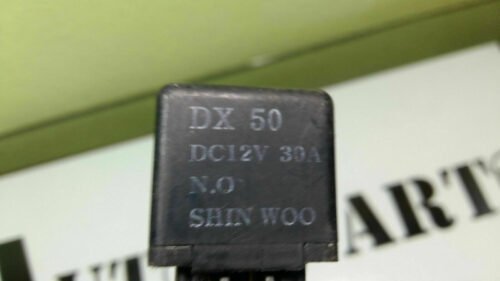 DX 50
DC12V 30A
N.O
SHIN WOO
ART